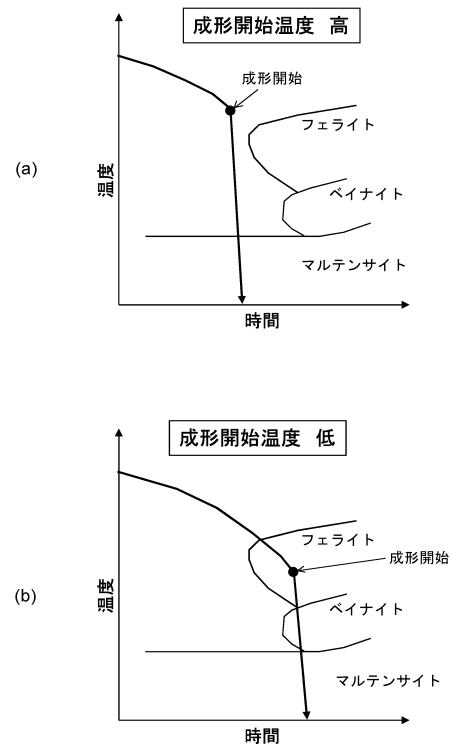 成形開始温度 高
成形開始
フェライト
(a)
温度
ベイナイト
マルテンサイト
時間
成形開始温度 低
フェライト
成形開始
(b)
温度
ベイナイト
マルテンサイト
時間